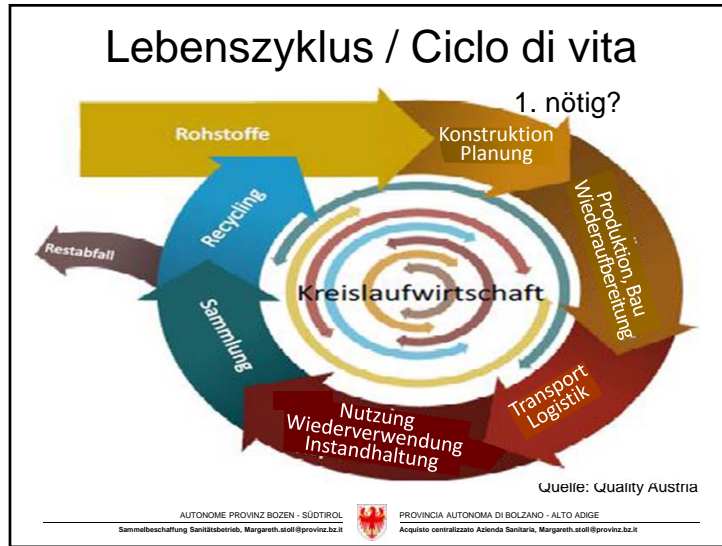 Lebenszyklus / Ciclo di vita
1. nötig?
Rohstoffe
Konstruktion
Planung
Produktion, Bau
Wiederaufbereitung
Transport
Logistik
Nutzung
Wiederverwendung
Instandhaltung
Sammlung
Restabfall
Recycling
Kreislaufwirtschaft
Quelle: Quality Austria
AUTONOME PROVINZ BOZEN - SÜDTIROL
Sammelbeschaffung Sanitätsbetrieb, Margareth.stoll@provinz.bz.it
PROVINCIA AUTONOMA DI BOLZANO - ALTO ADIGE
Acquisto centralizzato Azienda Sanitaria, Margareth.stoll@provinz.bz.it